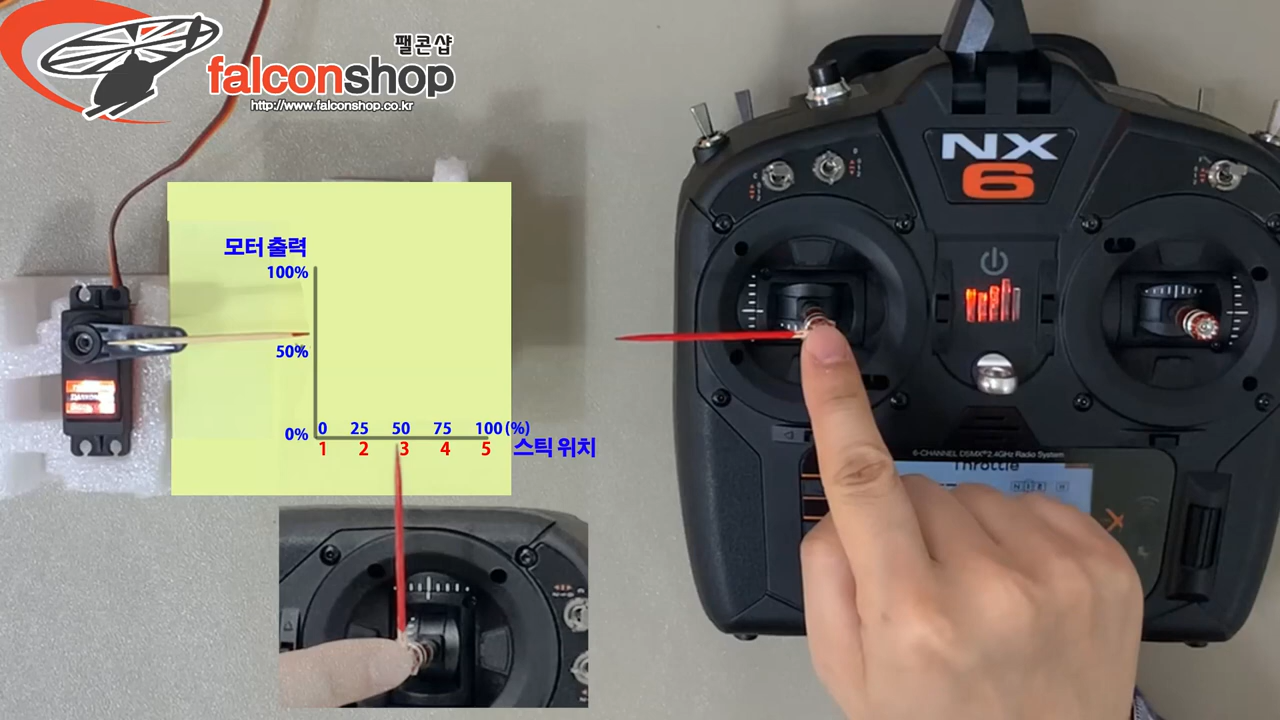 팰콘샵
falconshop
http://www.falconshop.co.kr
NX
6
모터 출력
100%
50%
0%
0 25 50 75 100 (%)
1 2 3 4 5
스틱 위치
6-CHANNEL DSMX® 2.4GHz Radio System
Throttle